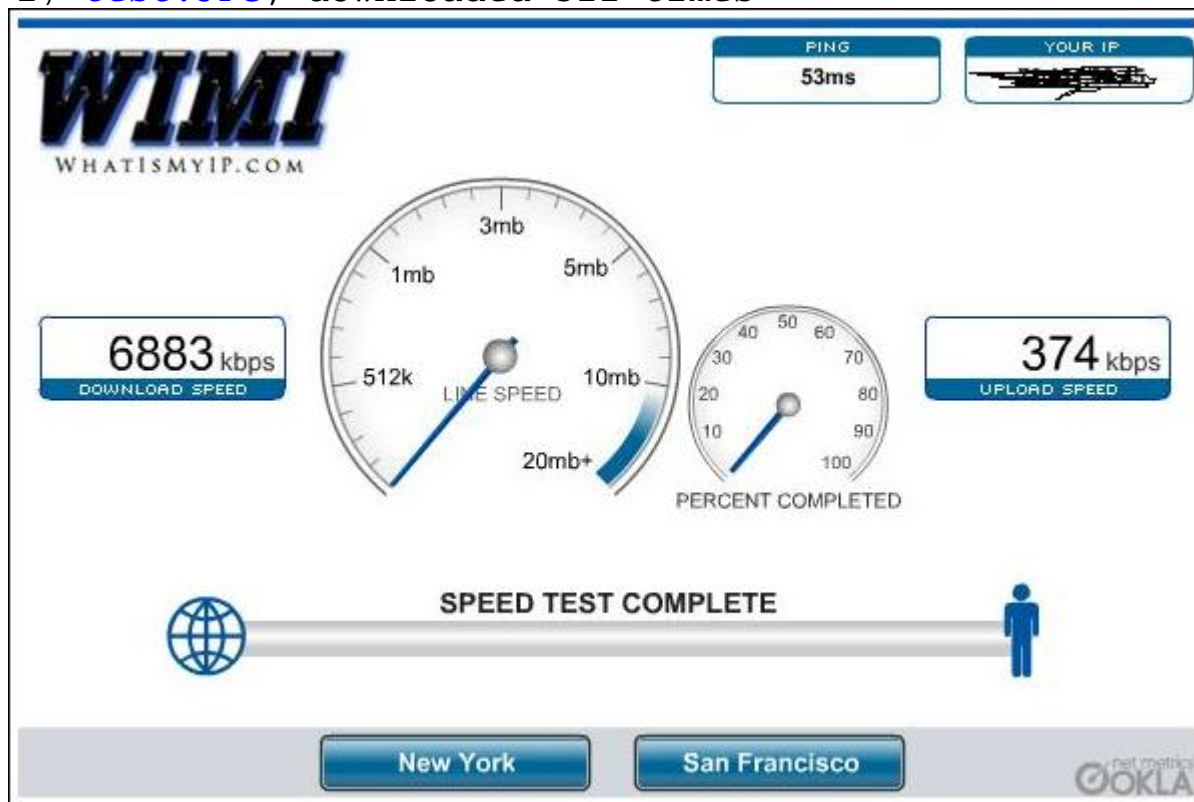 PING
53ms
YOUR IP
WIMI
WHATISMYIP.COM
3mb
1mb
5mb
512k
10mb
20mb+
LINE SPEED
6883 kbps
DOWNLOAD SPEED
10
20
30
40
50
60
70
80
90
100
PERCENT COMPLETED
374 kbps
UPLOAD SPEED
SPEED TEST COMPLETE
New York
San Francisco
net metrics
OOKLA